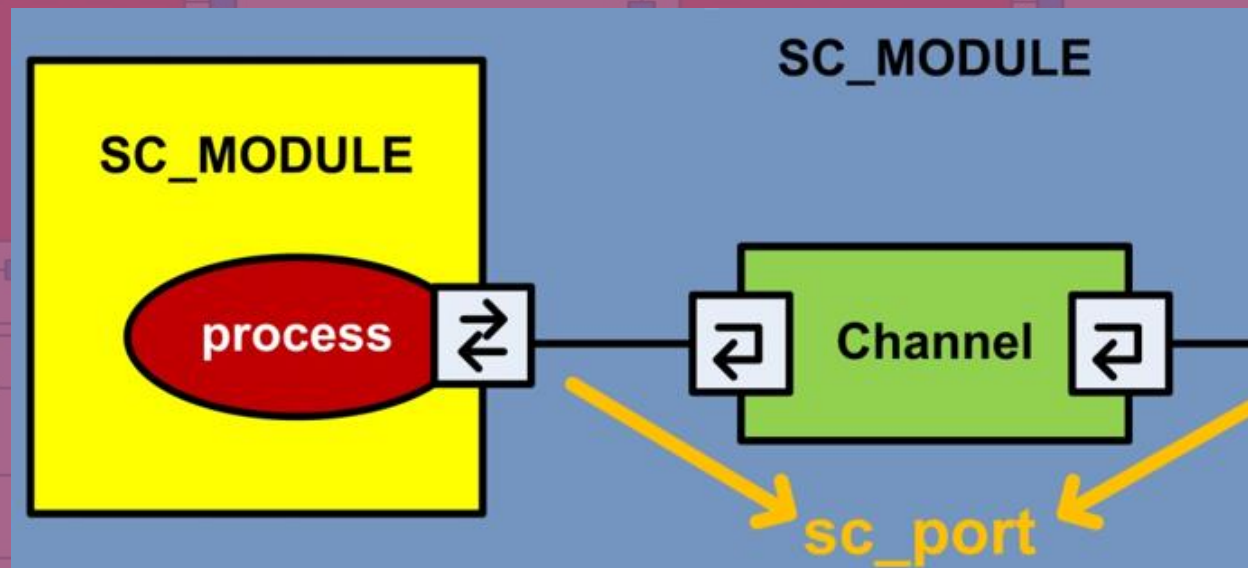 SC_MODULE
SC_MODULE
process
Channel
sc_port